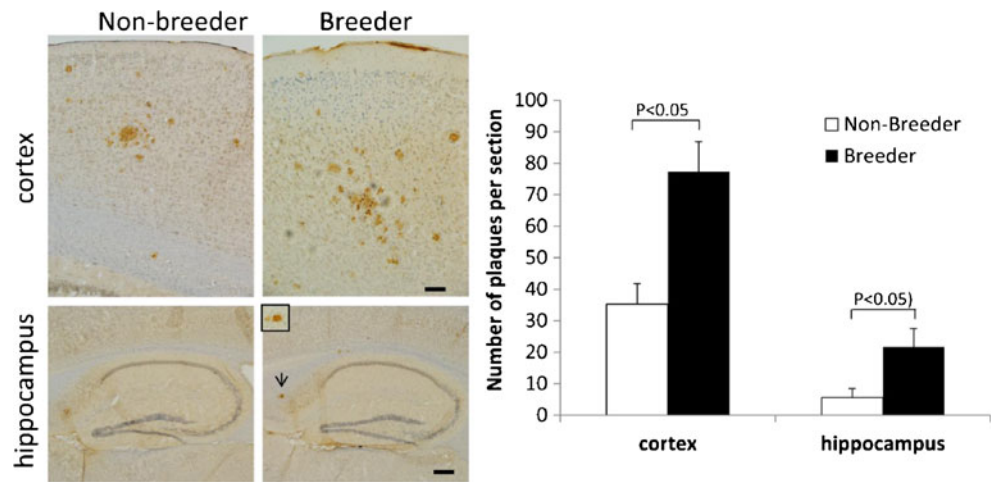 Non-breeder
Breeder
cortex
hippocampus
Number of plaques per section
100
90
80
70
60
50
40
30
20
10
0
P<0.05
P<0.05)
Non-Breeder
Breeder
cortex
hippocampus